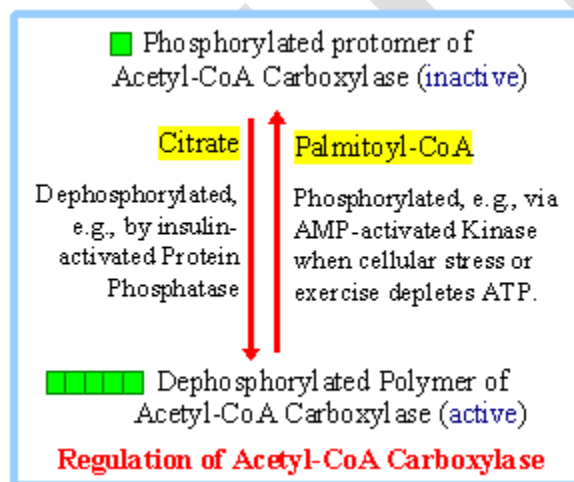 Phosphorylated protomer of
Acetyl-CoA Carboxylase (inactive)
Citrate
Palmitoyl-CoA
Dephosphorylated,
e.g., by insulin-
activated Protein
Phosphatase
Phosphorylated, e.g., via
AMP-activated Kinase
when cellular stress or
exercise depletes ATP.
Dephosphorylated Polymer of
Acetyl-CoA Carboxylase (active)
Regulation of Acetyl-CoA Carboxylase